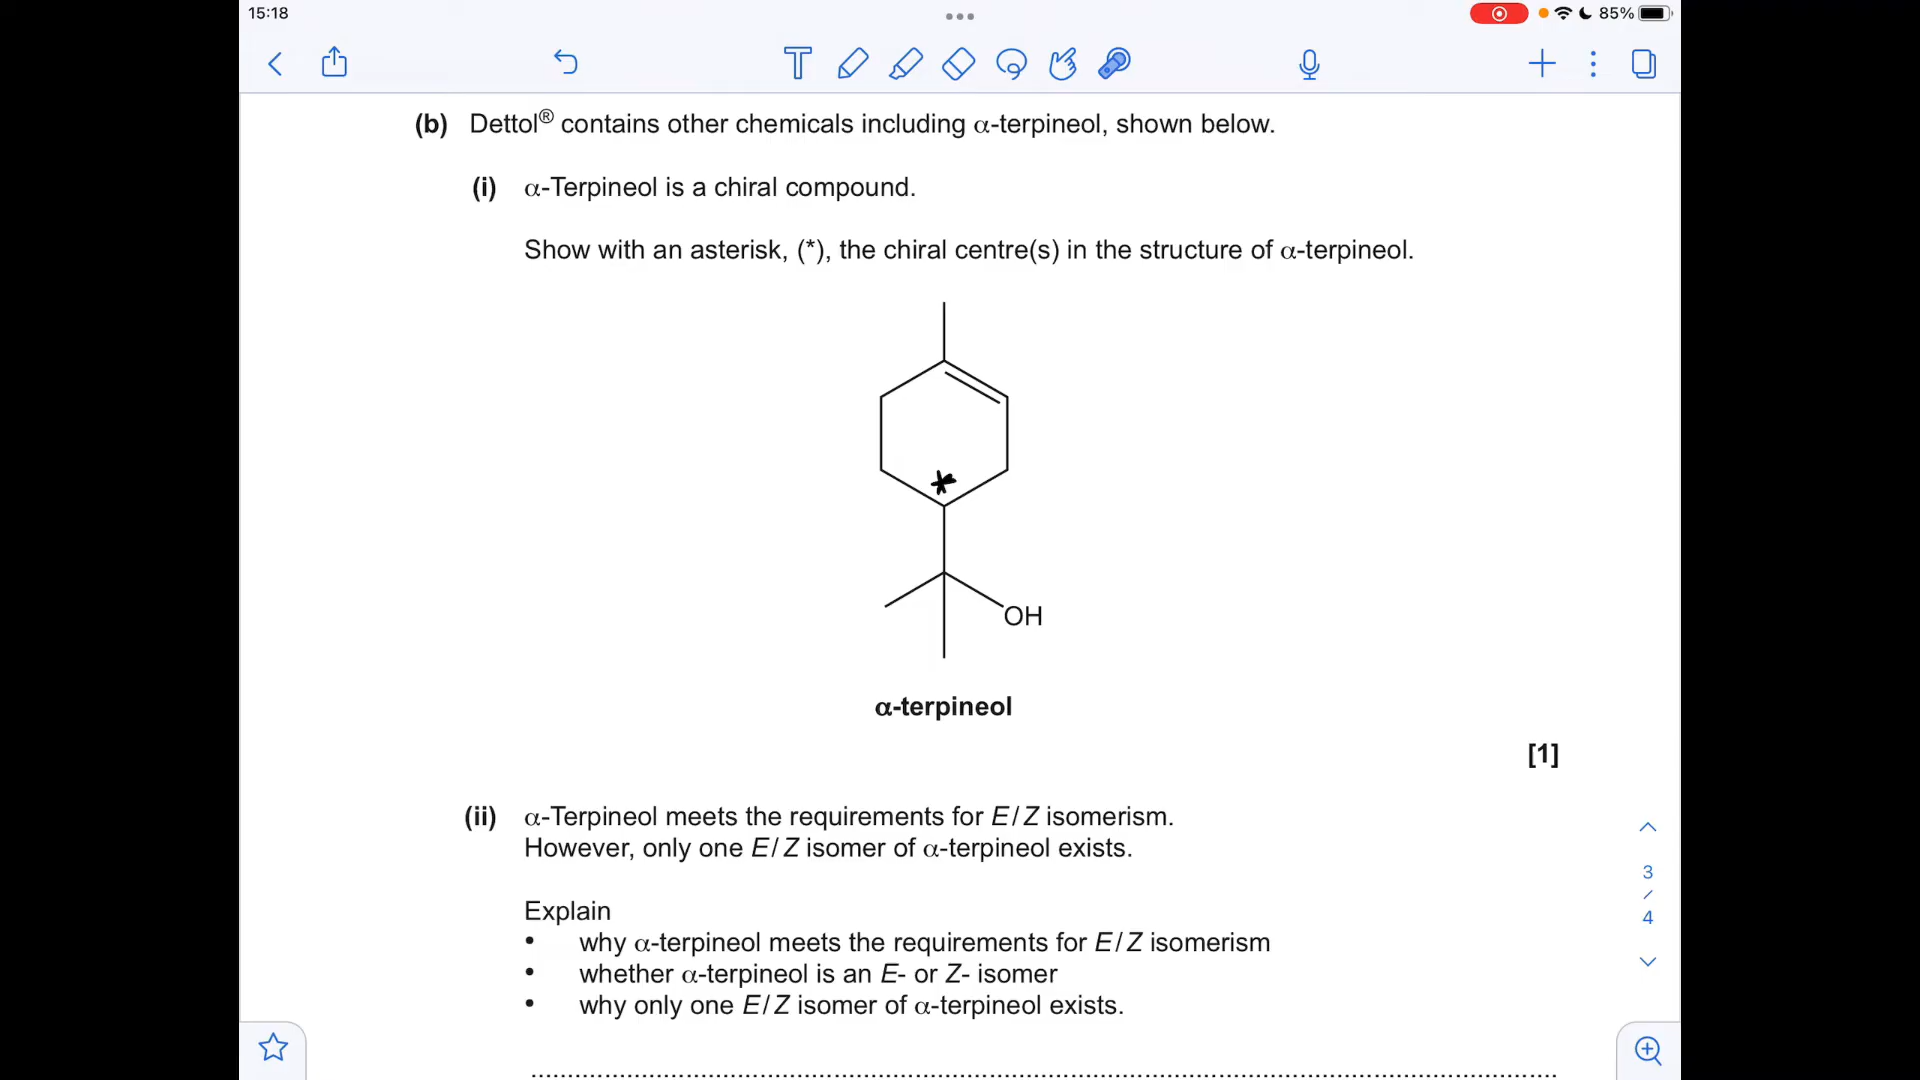 15:18
85%
(b) Dettol® contains other chemicals including α-terpineol, shown below.
(i) α-Terpineol is a chiral compound.
Show with an asterisk, (*), the chiral centre(s) in the structure of α-terpineol.
*
OH
α-terpineol
[1]
(ii) α-Terpineol meets the requirements for E/Z isomerism.
However, only one E/Z isomer of α-terpineol exists.
Explain
• why α-terpineol meets the requirements for E/Z isomerism
• whether α-terpineol is an E- or Z- isomer
• why only one E/Z isomer of α-terpineol exists.
3
/
4